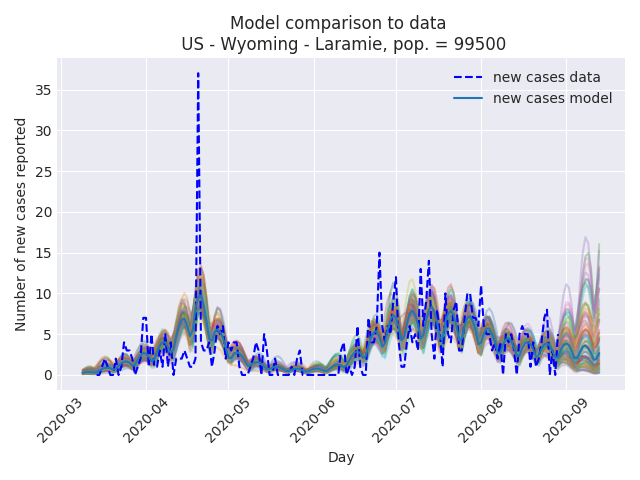 Model comparison to data
US - Wyoming - Laramie, pop. = 99500
new cases data
new cases model
Number of new cases reported
35
30
25
20
15
10
5
0
2020-03
2020-04
2020-05
2020-06
2020-07
2020-08
2020-09
Day